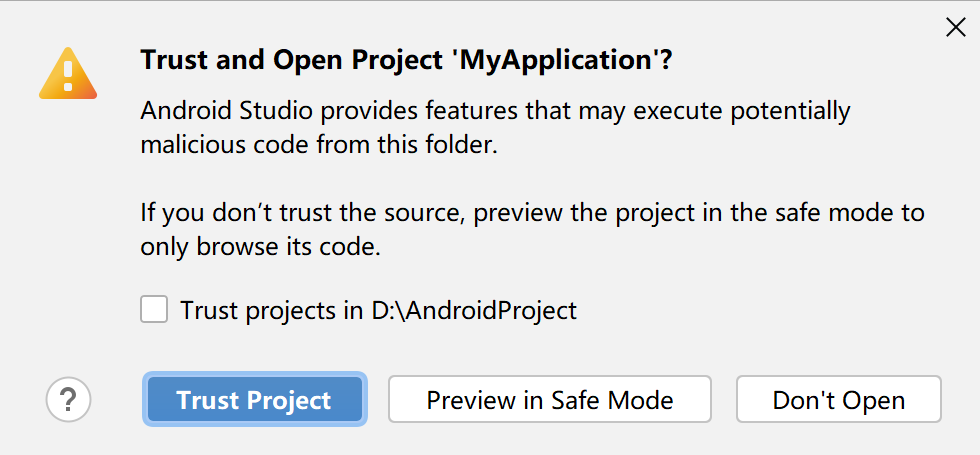 Trust and Open Project 'MyApplication'?
Android Studio provides features that may execute potentially
malicious code from this folder.
If you don’t trust the source, preview the project in the safe mode to
only browse its code.
Trust projects in D:\AndroidProject
?
Trust Project
Preview in Safe Mode
Don't Open